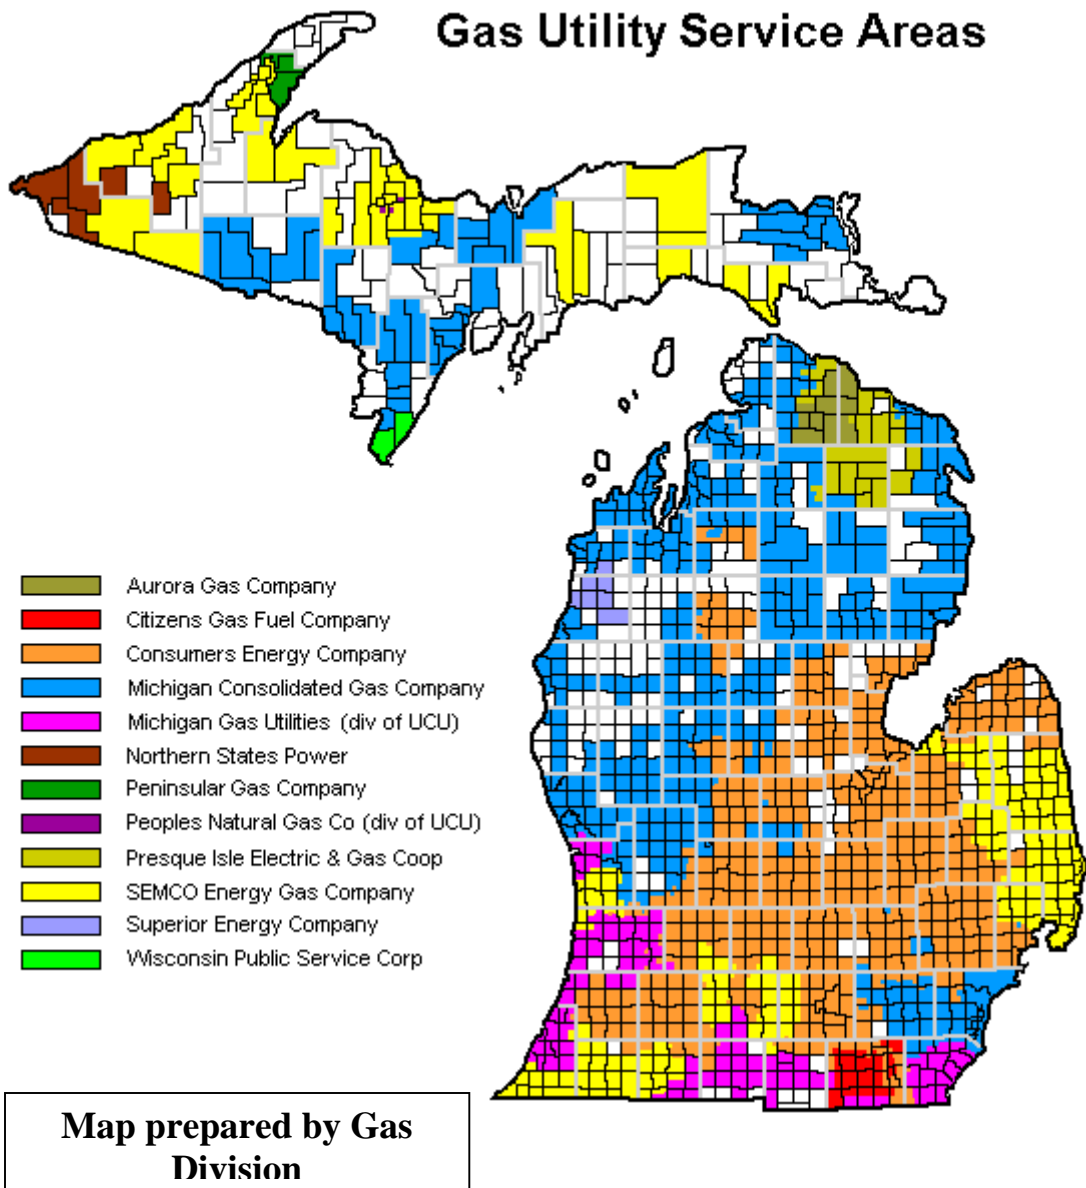 Gas Utility Service Areas
Aurora Gas Company
Citizens Gas Fuel Company
Consumers Energy Company
Michigan Consolidated Gas Company
Michigan Gas Utilities (div of UCU)
Northern States Power
Peninsular Gas Company
Peoples Natural Gas Co (div of UCU)
Presque Isle Electric & Gas Coop
SEMCO Energy Gas Company
Superior Energy Company
Wisconsin Public Service Corp
Map prepared by Gas
Division